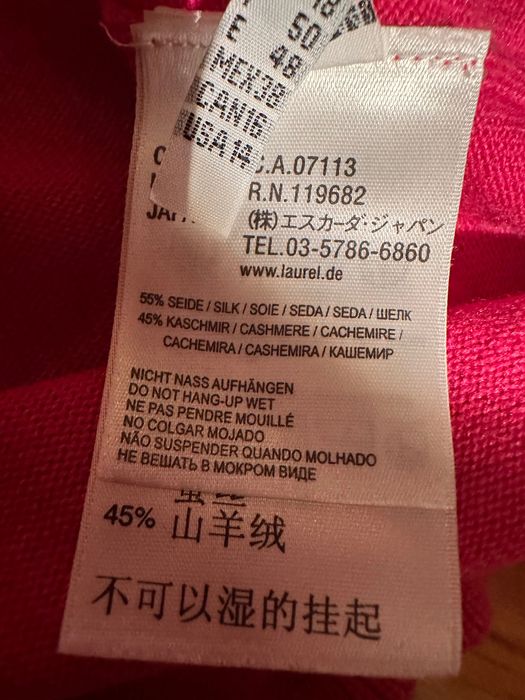 50
E 48
MEX38
CAN16
USA14
C.A.07113
R.N.119682
(株)エスカーダ・ジャパン
TEL.03-5786-6860
www.laurel.de
55% SEIDE / SILK / SOIE / SEDA / SEDA / ШЕЛК
45% KASCHMIR / CASHMERE / CACHEMIRE /
CACHEMIRA / CASHEMIRA / КАШЕМИР
NICHT NASS AUFHÄNGEN
DO NOT HANG-UP WET
NE PAS PENDRE MOUILLÉ
NO COLGAR MOJADO
NÃO SUSPENDER QUANDO MOLHADO
НЕ ВЕШАТЬ В МОКРОМ ВИДЕ
45% 山羊绒
不可以湿的挂起